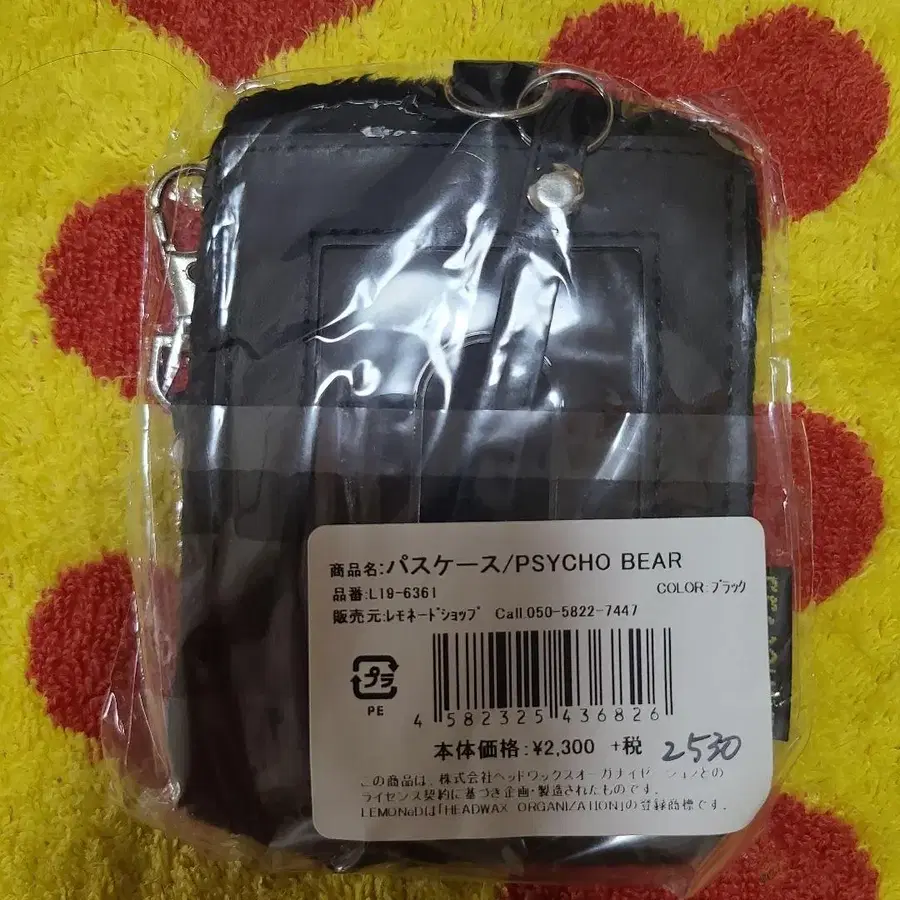 商品名:パスケース/PSYCHO BEAR
品番:L19-6361 COLOR:ブラック
販売元:レモネードショップ Call.050-5822-7447
プラ
PE
4 582325 436826
本体価格:¥2,300 +税 2530
この商品は、株式会社ヘッドワックスオーガナイゼーションとの
ライセンス契約に基づき企画・製造されたものです。
LEMONeDは「HEADWAX ORGANIZATION」の登録商標です。